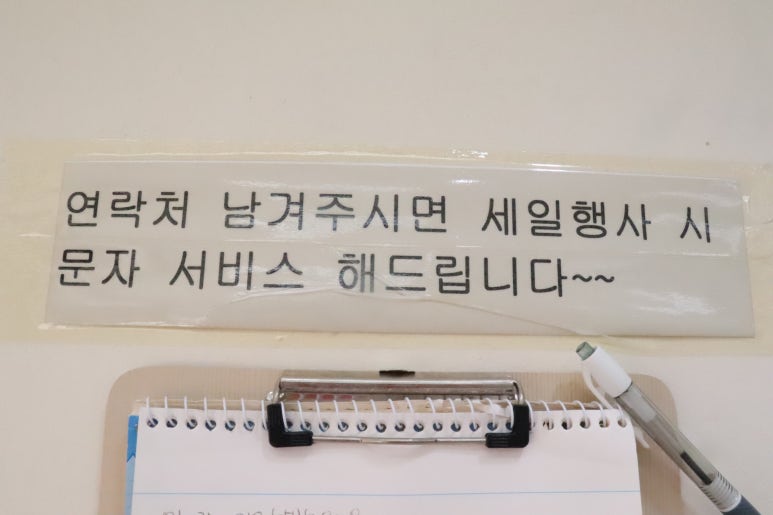 연락처 남겨주시면 세일행사 시
문자 서비스 해드립니다~~